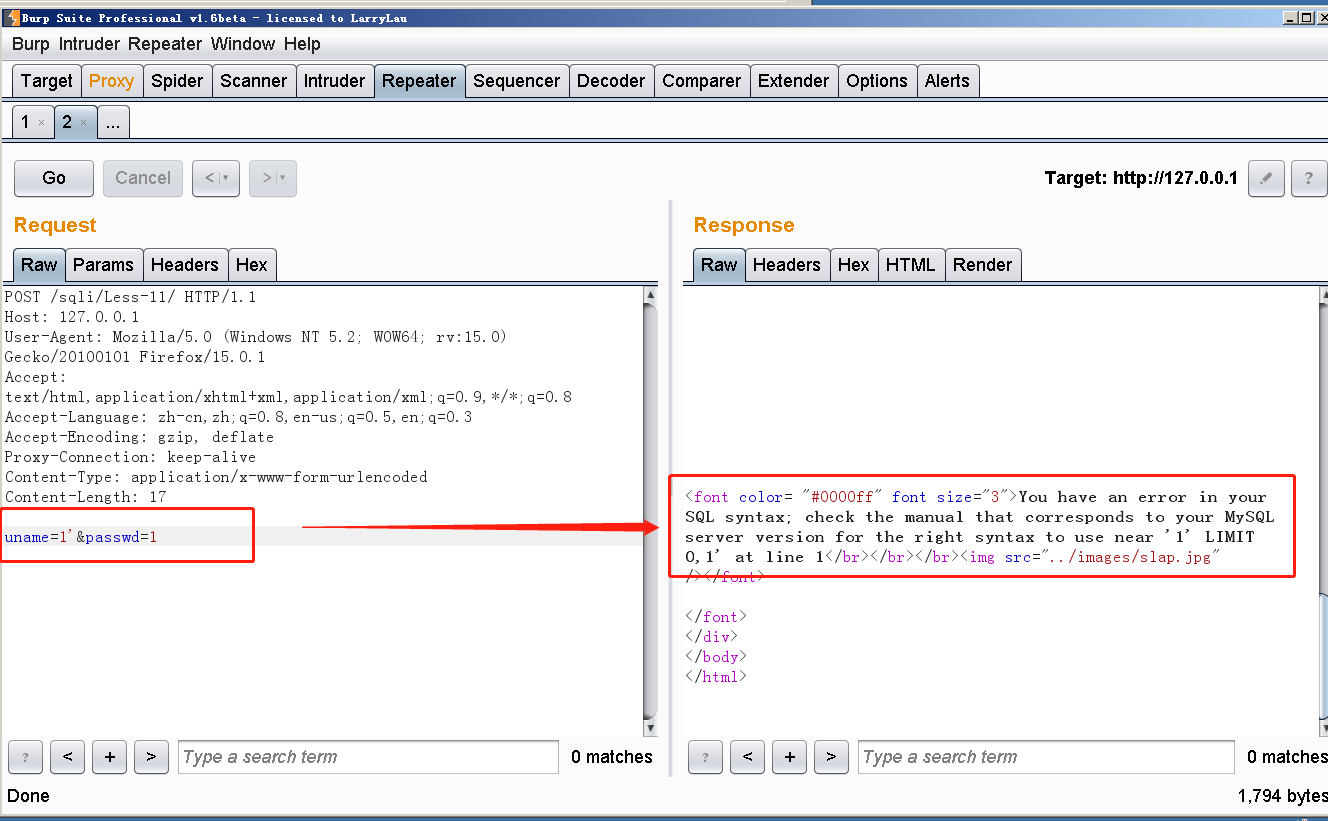 Burp Suite Professional v1.6beta - licensed to LarryLau
Burp Intruder Repeater Window Help
Target Proxy Spider Scanner Intruder Repeater Sequencer Decoder Comparer Extender Options Alerts
1 × 2 × ...
Go Cancel < > Target: http://127.0.0.1 ?
Request
Raw Params Headers Hex
POST /sqli/Less-11/ HTTP/1.1
Host: 127.0.0.1
User-Agent: Mozilla/5.0 (Windows NT 5.2; WOW64; rv:15.0)
Gecko/20100101 Firefox/15.0.1
Accept:
text/html,application/xhtml+xml,application/xml;q=0.9,*/*;q=0.8
Accept-Language: zh-cn,zh;q=0.8,en-us;q=0.5,en;q=0.3
Accept-Encoding: gzip, deflate
Proxy-Connection: keep-alive
Content-Type: application/x-www-form-urlencoded
Content-Length: 17
uname=1'&passwd=1
? < + > Type a search term 0 matches
Response
Raw Headers Hex HTML Render
<font color= "#0000ff" font size="3">You have an error in your
SQL syntax; check the manual that corresponds to your MySQL
server version for the right syntax to use near '1' LIMIT
0,1' at line 1</br></br></br><img src="../images/slap.jpg"
/></font>
</font>
</div>
</body>
</html>
? < + > Type a search term 0 matches
Done 1,794 bytes